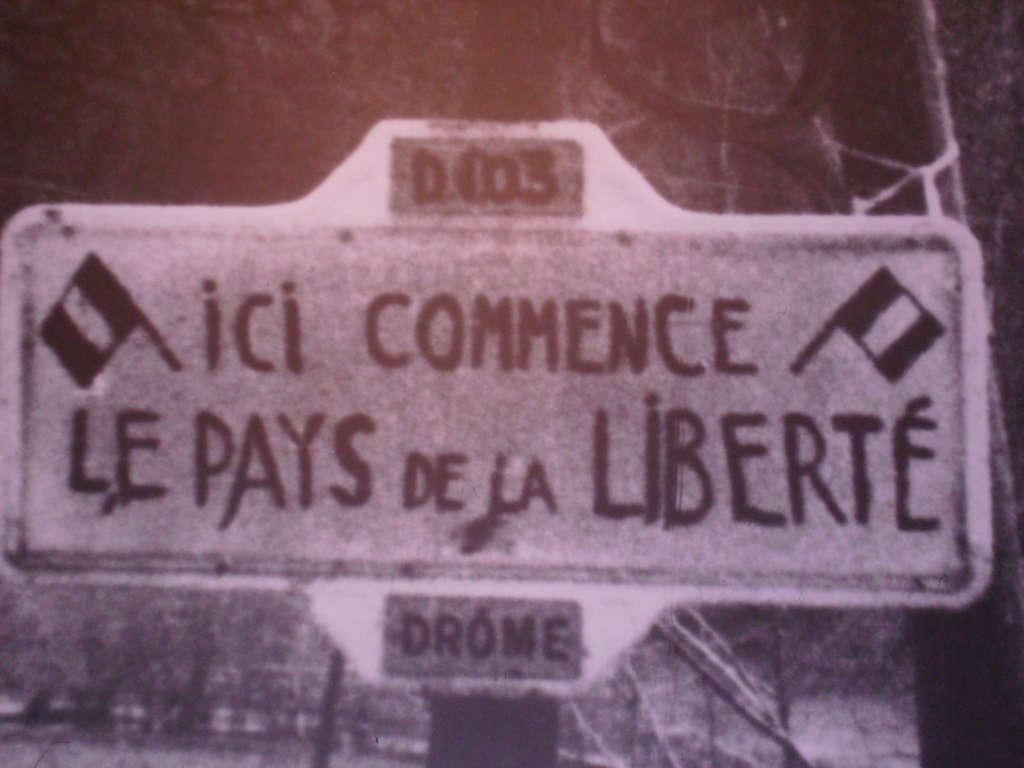 D.103
iCi COMMENCE
LE PAYS DE LA LiBERTÉ
DRÔME